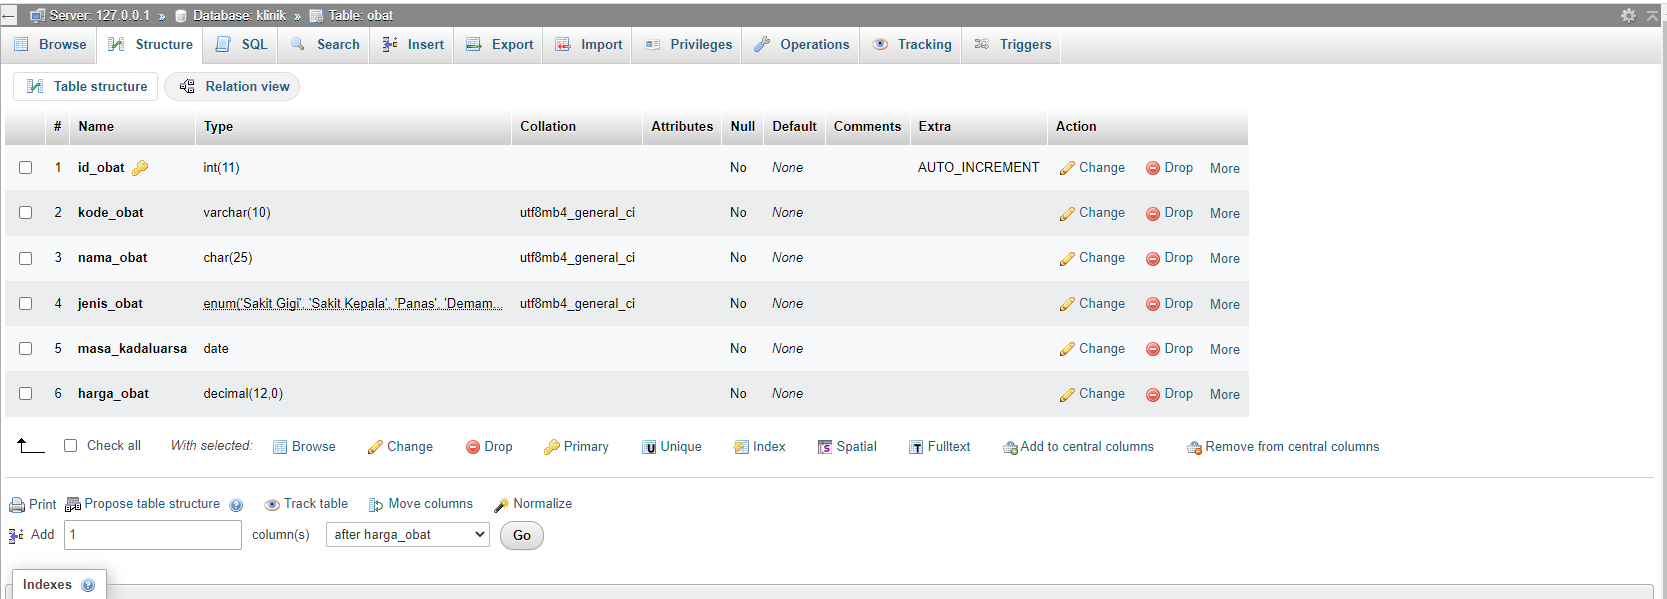 Server: 127.0.0.1 » Database: klinik » Table: obat
Browse Structure SQL Search Insert Export Import Privileges Operations Tracking Triggers
Table structure Relation view
# Name Type Collation Attributes Null Default Comments Extra Action
1 id_obat int(11) No None AUTO_INCREMENT Change Drop More
2 kode_obat varchar(10) utf8mb4_general_ci No None Change Drop More
3 nama_obat char(25) utf8mb4_general_ci No None Change Drop More
4 jenis_obat enum('Sakit Gigi', 'Sakit Kepala', 'Panas', 'Demam... utf8mb4_general_ci No None Change Drop More
5 masa_kadaluarsa date No None Change Drop More
6 harga_obat decimal(12,0) No None Change Drop More
Check all With selected: Browse Change Drop Primary Unique Index Spatial Fulltext Add to central columns Remove from central columns
Print Propose table structure Track table Move columns Normalize
Add 1 column(s) after harga_obat Go
Indexes